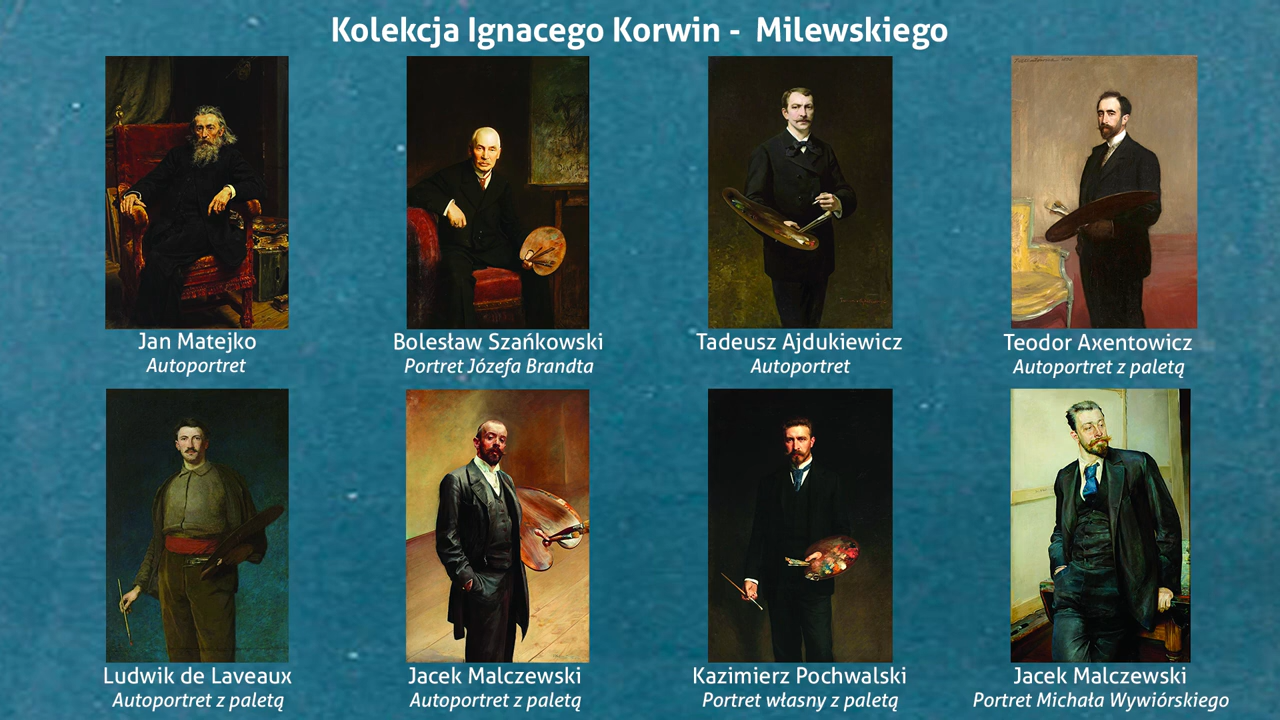 Kolekcja Ignacego Korwin - Milewskiego
Jan Matejko
Autoportret
Bolesław Szańkowski
Portret Józefa Brandta
Tadeusz Ajdukiewicz
Autoportret
Teodor Axentowicz
Autoportret z paletą
Ludwik de Laveaux
Autoportret z paletą
Jacek Malczewski
Autoportret z paletą
Kazimierz Pochwalski
Portret własny z paletą
Jacek Malczewski
Portret Michała Wywiórskiego